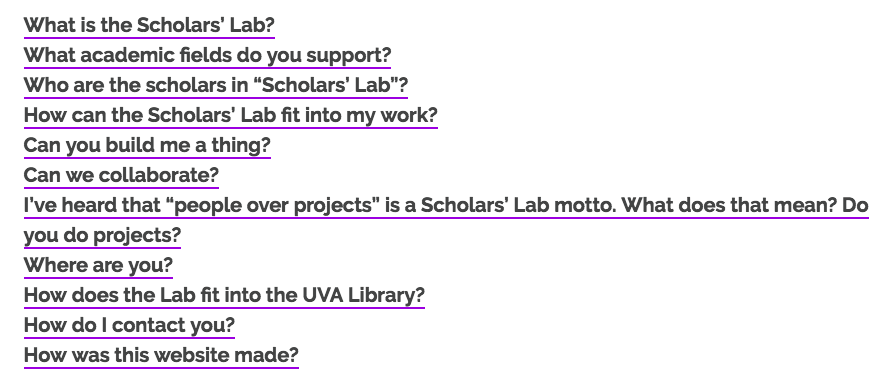 What is the Scholars’ Lab?
What academic fields do you support?
Who are the scholars in “Scholars’ Lab”?
How can the Scholars’ Lab fit into my work?
Can you build me a thing?
Can we collaborate?
I’ve heard that “people over projects” is a Scholars’ Lab motto. What does that mean? Do
you do projects?
Where are you?
How does the Lab fit into the UVA Library?
How do I contact you?
How was this website made?